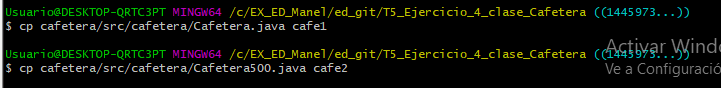 Usuario@DESKTOP-QRTC3PT MINGW64 /c/EX_ED_Manel/ed_git/T5_Ejercicio_4_clase_Cafetera ((1445973...))
$ cp cafetera/src/cafetera/Cafetera.java cafe1
Usuario@DESKTOP-QRTC3PT MINGW64 /c/EX_ED_Manel/ed_git/T5_Ejercicio_4_clase_Cafetera ((1445973...))
$ cp cafetera/src/cafetera/Cafetera500.java cafe2
Activar Windo
Ve a Configuració